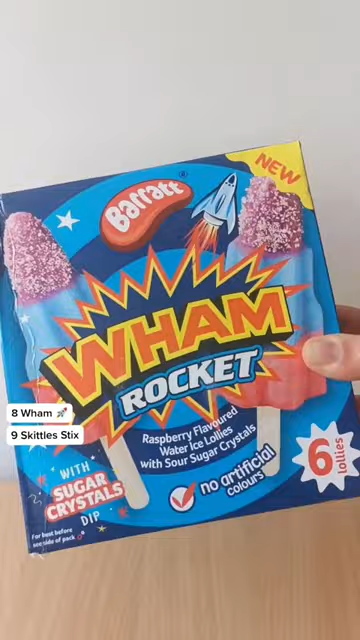 NEW
Barratt®
WHAM
ROCKET
8 Wham 🚀
9 Skittles Stix
Raspberry Flavoured
Water Ice Lollies
with Sour Sugar Crystals
WITH
SUGAR
CRYSTALS
DIP
no artificial
colours
6 lollies
For best before
see side of pack